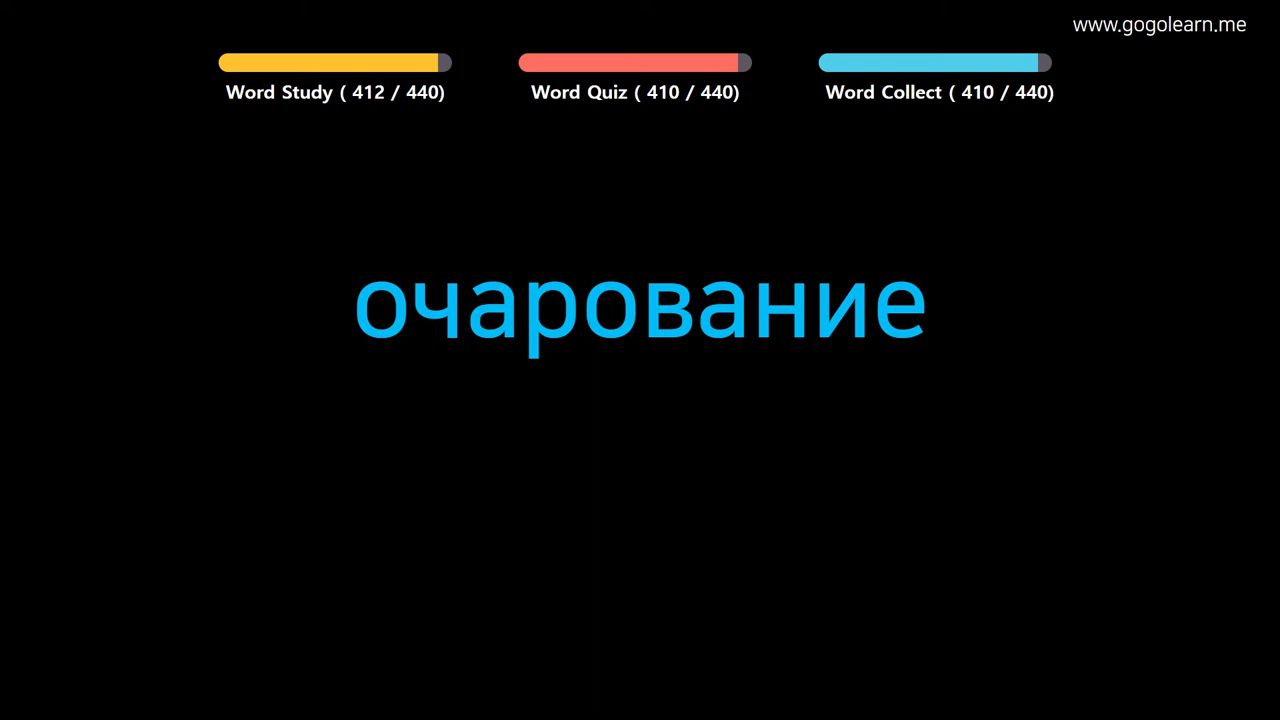 www.gogolearn.me
Word Study ( 412 / 440)
Word Quiz ( 410 / 440)
Word Collect ( 410 / 440)
очарование